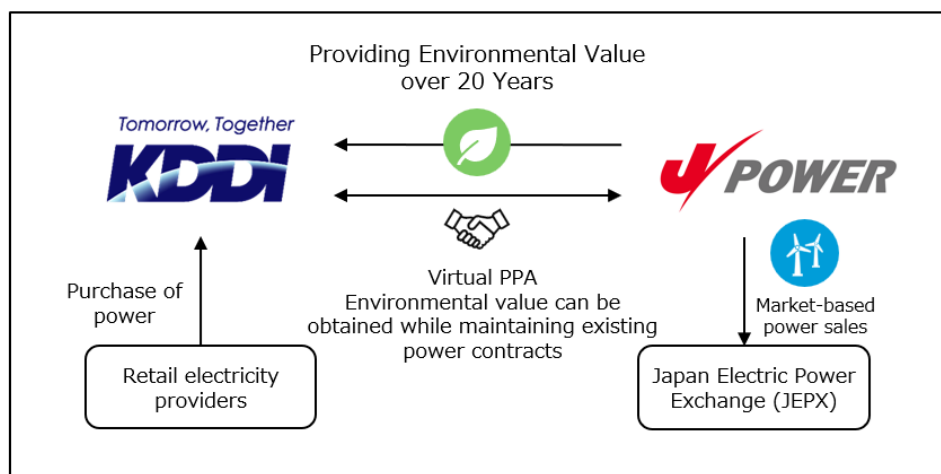 Providing Environmental Value
over 20 Years
Tomorrow, Together
KDDI
J POWER
Virtual PPA
Environmental value can be
obtained while maintaining existing
power contracts
Purchase of
power
Market-based
power sales
Retail electricity
providers
Japan Electric Power
Exchange (JEPX)